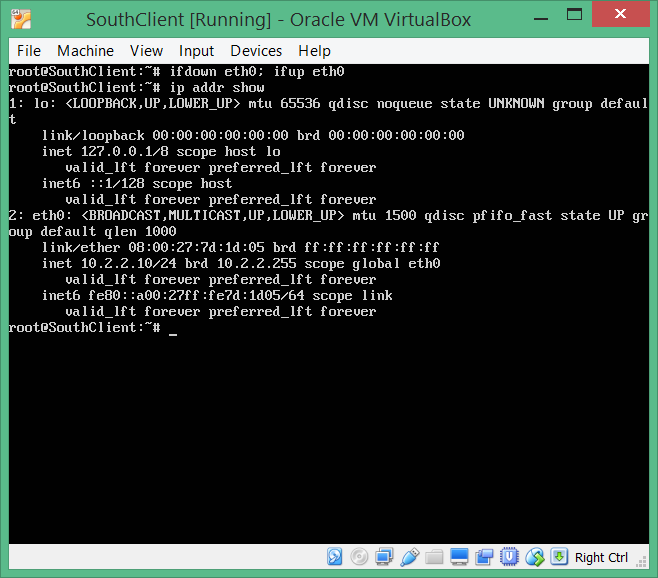 SouthClient [Running] - Oracle VM VirtualBox
File Machine View Input Devices Help
root@SouthClient:~# ifdown eth0; ifup eth0
root@SouthClient:~# ip addr show
1: lo: <LOOPBACK,UP,LOWER_UP> mtu 65536 qdisc noqueue state UNKNOWN group defaul
t
    link/loopback 00:00:00:00:00:00 brd 00:00:00:00:00:00
    inet 127.0.0.1/8 scope host lo
       valid_lft forever preferred_lft forever
    inet6 ::1/128 scope host
       valid_lft forever preferred_lft forever
2: eth0: <BROADCAST,MULTICAST,UP,LOWER_UP> mtu 1500 qdisc pfifo_fast state UP gr
oup default qlen 1000
    link/ether 08:00:27:7d:1d:05 brd ff:ff:ff:ff:ff:ff
    inet 10.2.2.10/24 brd 10.2.2.255 scope global eth0
       valid_lft forever preferred_lft forever
    inet6 fe80::a00:27ff:fe7d:1d05/64 scope link
       valid_lft forever preferred_lft forever
root@SouthClient:~# _
Right Ctrl